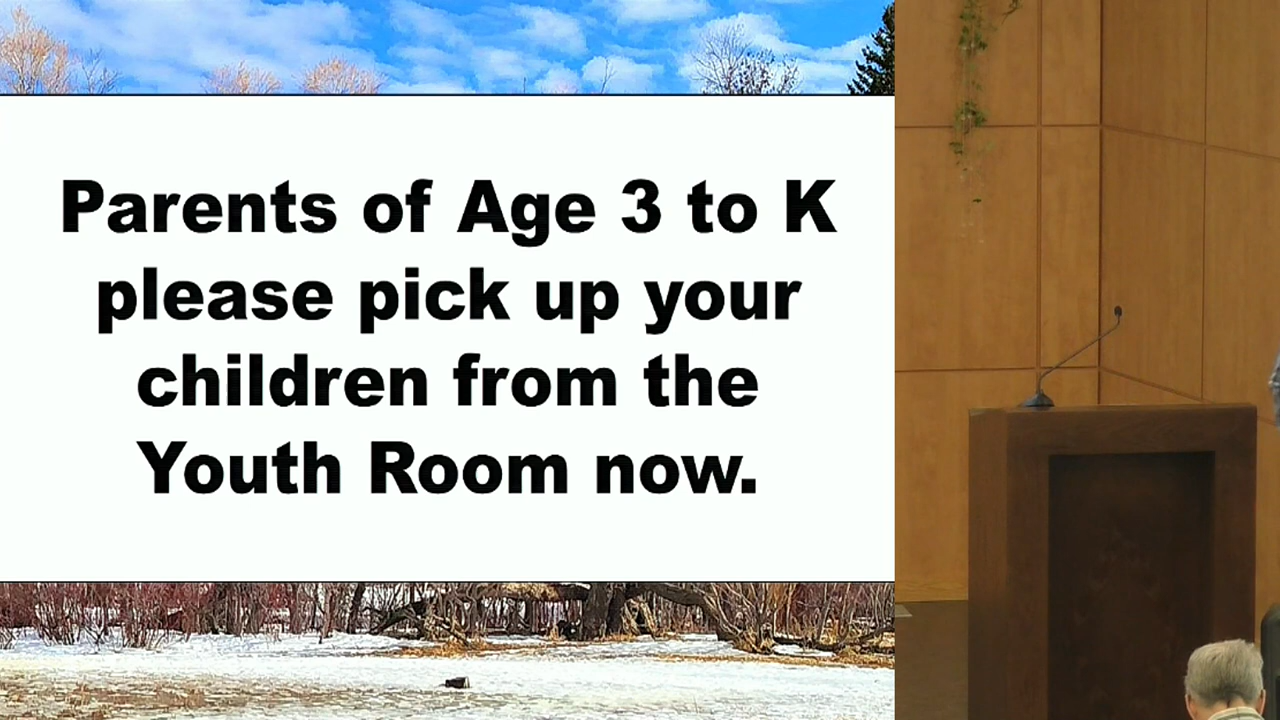 Parents of Age 3 to K
please pick up your
children from the
Youth Room now.